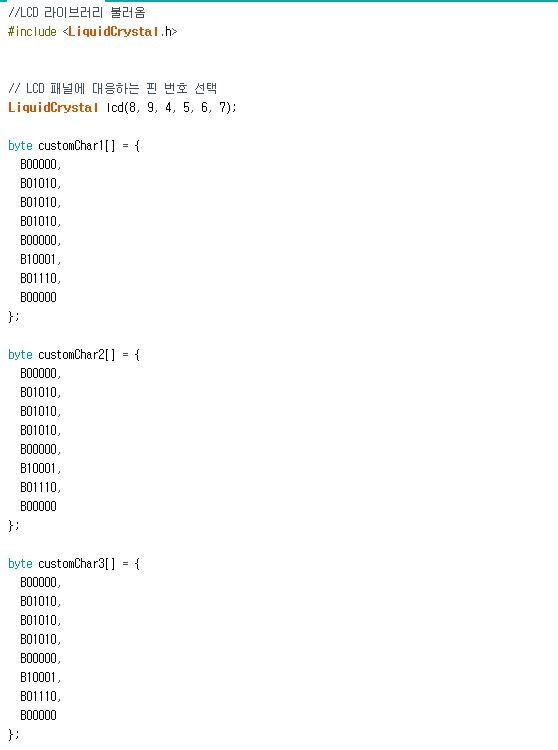 //LCD 라이브러리 불러옴
#include <LiquidCrystal.h>
// LCD 패널에 대응하는 핀 번호 선택
LiquidCrystal lcd(8, 9, 4, 5, 6, 7);
byte customChar1[] = {
B00000,
B01010,
B01010,
B01010,
B00000,
B10001,
B01110,
B00000
};
byte customChar2[] = {
B00000,
B01010,
B01010,
B01010,
B00000,
B10001,
B01110,
B00000
};
byte customChar3[] = {
B00000,
B01010,
B01010,
B01010,
B00000,
B10001,
B01110,
B00000
};